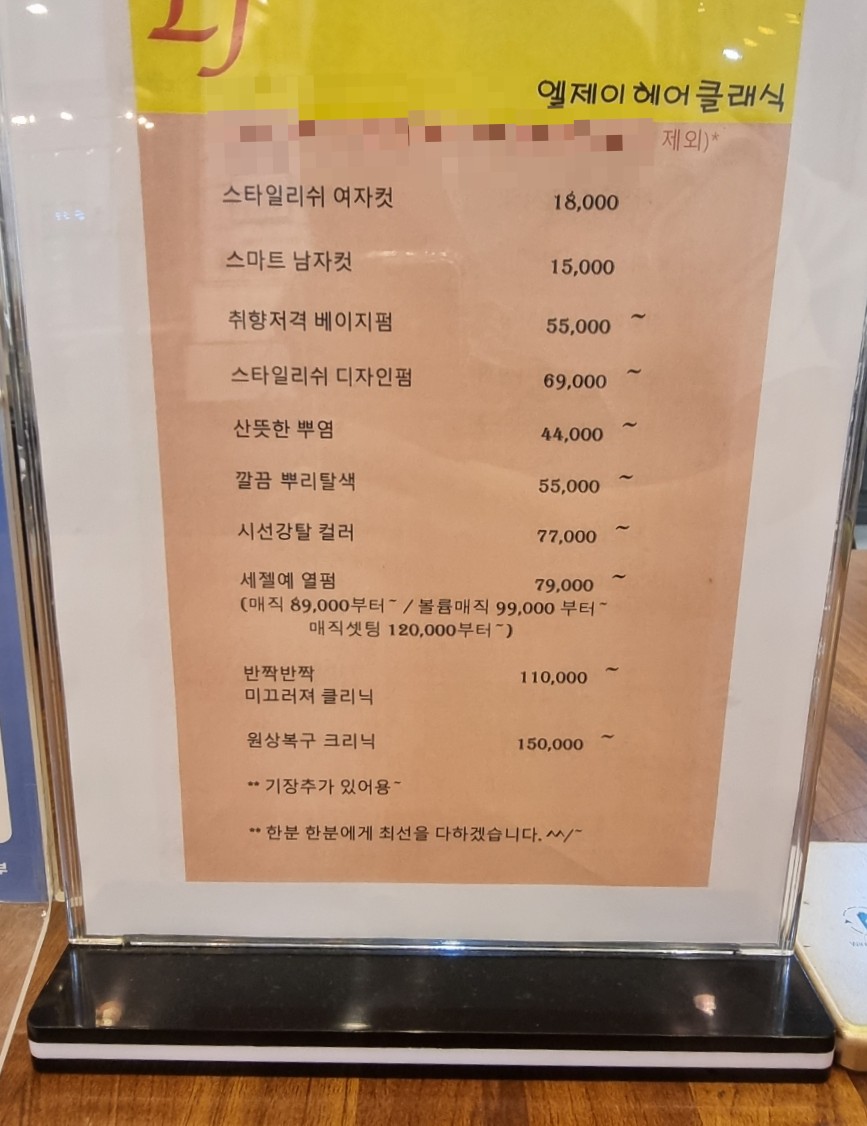 LJ
엘제이 헤어 클래식
제외)*
스타일리쉬 여자컷 18,000
스마트 남자컷 15,000
취향저격 베이지펌 55,000 ~
스타일리쉬 디자인펌 69,000 ~
산뜻한 뿌염 44,000 ~
깔끔 뿌리탈색 55,000 ~
시선강탈 컬러 77,000 ~
세젤예 열펌 79,000 ~
(매직 89,000부터~ / 볼륨매직 99,000 부터~
매직셋팅 120,000부터~)
반짝반짝 110,000 ~
미끄러져 클리닉
원상복구 크리닉 150,000 ~
** 기장추가 있어용~
** 한분 한분에게 최선을 다하겠습니다. ^^/~